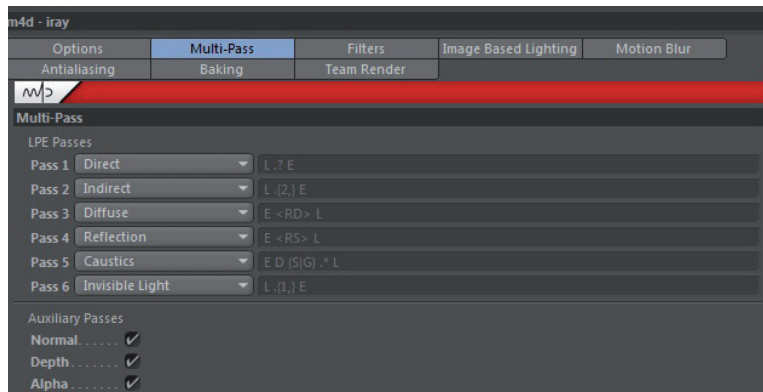 m4d - iray
Options Multi-Pass Filters Image Based Lighting Motion Blur
Antialiasing Baking Team Render
Multi-Pass
LPE Passes
Pass 1 Direct L .? E
Pass 2 Indirect L .{2,} E
Pass 3 Diffuse E <RD> L
Pass 4 Reflection E <RS> L
Pass 5 Caustics E D (S|G) .* L
Pass 6 Invisible Light L .{1,} E
Auxiliary Passes
Normal. . . . . . ✓
Depth. . . . . . ✓
Alpha . . . . . . ✓